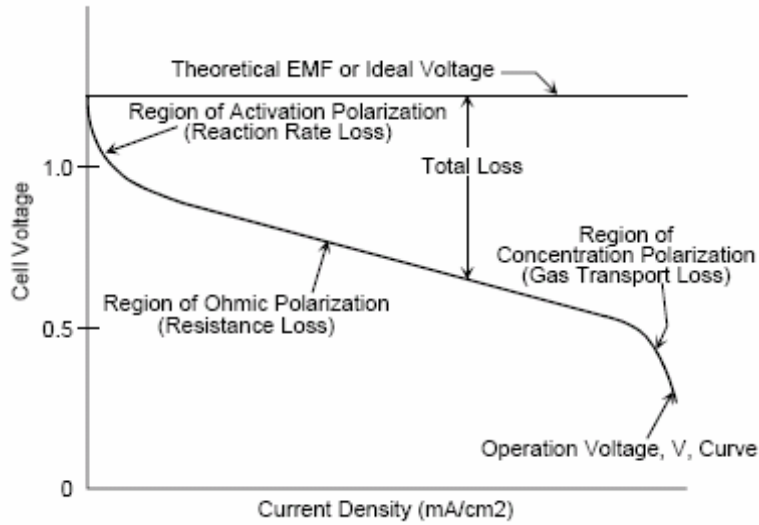 Theoretical EMF or Ideal Voltage
Region of Activation Polarization
(Reaction Rate Loss)
1.0
Total Loss
Cell Voltage
Region of
Concentration Polarization
(Gas Transport Loss)
Region of Ohmic Polarization
(Resistance Loss)
0.5
Operation Voltage, V, Curve
0
Current Density (mA/cm2)